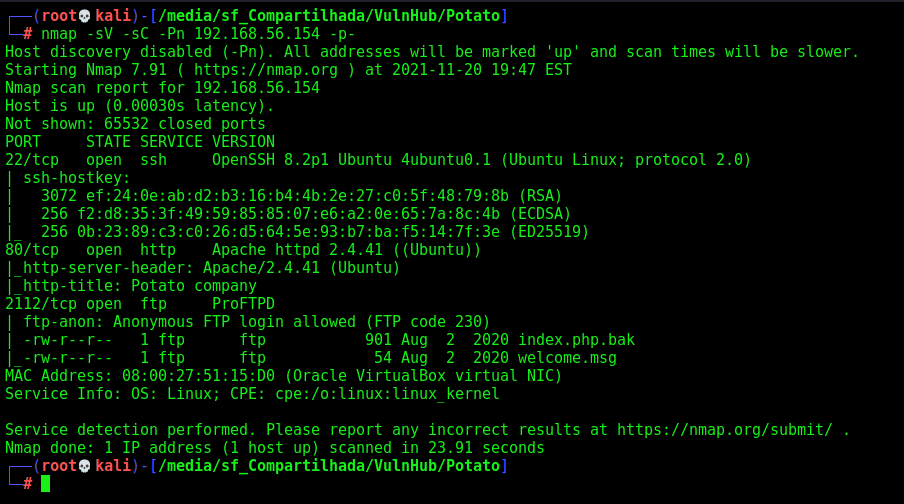 ┌──(root💀kali)-[/media/sf_Compartilhada/VulnHub/Potato]
└─# nmap -sV -sC -Pn 192.168.56.154 -p-
Host discovery disabled (-Pn). All addresses will be marked 'up' and scan times will be slower.
Starting Nmap 7.91 ( https://nmap.org ) at 2021-11-20 19:47 EST
Nmap scan report for 192.168.56.154
Host is up (0.00030s latency).
Not shown: 65532 closed ports
PORT     STATE SERVICE VERSION
22/tcp   open  ssh     OpenSSH 8.2p1 Ubuntu 4ubuntu0.1 (Ubuntu Linux; protocol 2.0)
| ssh-hostkey:
|   3072 ef:24:0e:ab:d2:b3:16:b4:4b:2e:27:c0:5f:48:79:8b (RSA)
|   256 f2:d8:35:3f:49:59:85:85:07:e6:a2:0e:65:7a:8c:4b (ECDSA)
|_  256 0b:23:89:c3:c0:26:d5:64:5e:93:b7:ba:f5:14:7f:3e (ED25519)
80/tcp   open  http    Apache httpd 2.4.41 ((Ubuntu))
|_http-server-header: Apache/2.4.41 (Ubuntu)
|_http-title: Potato company
2112/tcp open  ftp     ProFTPD
| ftp-anon: Anonymous FTP login allowed (FTP code 230)
| -rw-r--r--   1 ftp      ftp           901 Aug  2  2020 index.php.bak
|_-rw-r--r--   1 ftp      ftp            54 Aug  2  2020 welcome.msg
MAC Address: 08:00:27:51:15:D0 (Oracle VirtualBox virtual NIC)
Service Info: OS: Linux; CPE: cpe:/o:linux:linux_kernel

Service detection performed. Please report any incorrect results at https://nmap.org/submit/ .
Nmap done: 1 IP address (1 host up) scanned in 23.91 seconds
┌──(root💀kali)-[/media/sf_Compartilhada/VulnHub/Potato]
└─#